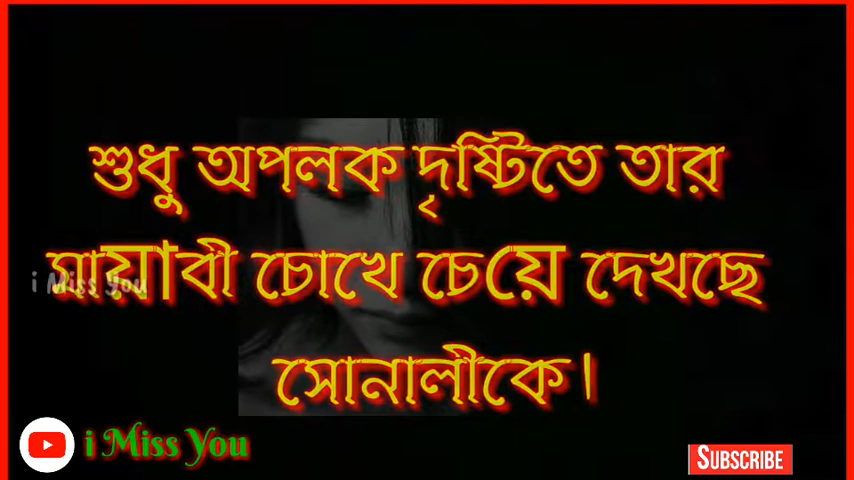 শুধু অপলক দৃষ্টিতে তার
মায়াবী চোখে চেয়ে দেখছে
i Miss You
সোনালীকে।
i Miss You
SUBSCRIBE